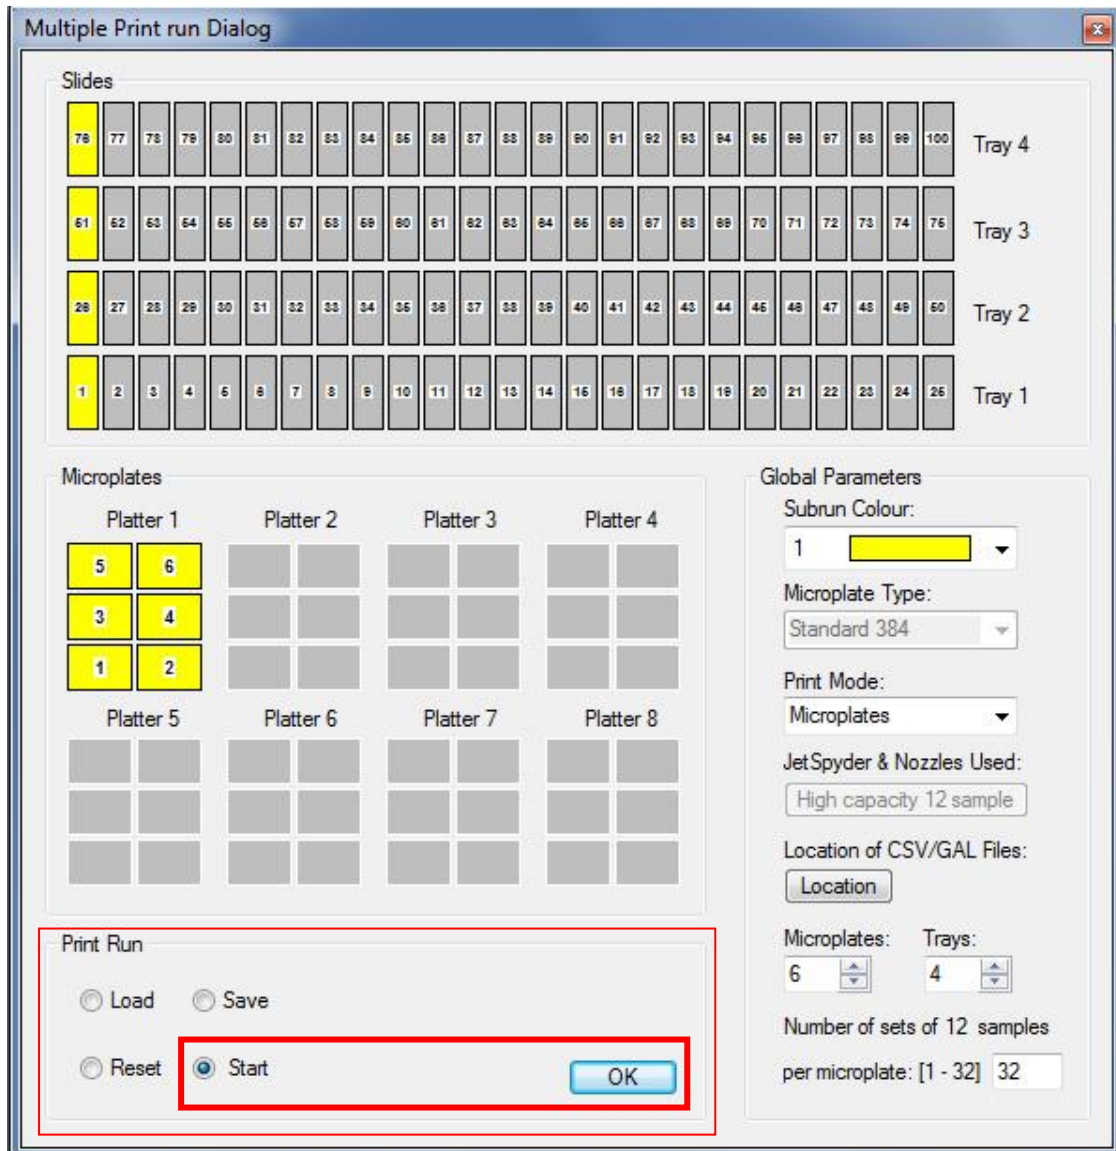 Multiple Print run Dialog
Slides
76 77 78 79 80 81 82 83 84 85 86 87 88 89 90 91 92 93 94 95 96 97 98 99 100 Tray 4
51 52 53 54 55 56 57 58 59 60 61 62 63 64 65 66 67 68 69 70 71 72 73 74 75 Tray 3
26 27 28 29 30 31 32 33 34 35 36 37 38 39 40 41 42 43 44 45 46 47 48 49 50 Tray 2
1 2 3 4 5 6 7 8 9 10 11 12 13 14 15 16 17 18 19 20 21 22 23 24 25 Tray 1
Microplates
Platter 1 Platter 2 Platter 3 Platter 4
5 6
3 4
1 2
Platter 5 Platter 6 Platter 7 Platter 8
Print Run
Load Save
Reset Start OK
Global Parameters
Subrun Colour:
1
Microplate Type:
Standard 384
Print Mode:
Microplates
JetSpyder & Nozzles Used:
High capacity 12 sample
Location of CSV/GAL Files:
Location
Microplates: Trays:
6 4
Number of sets of 12 samples
per microplate: [1 - 32] 32